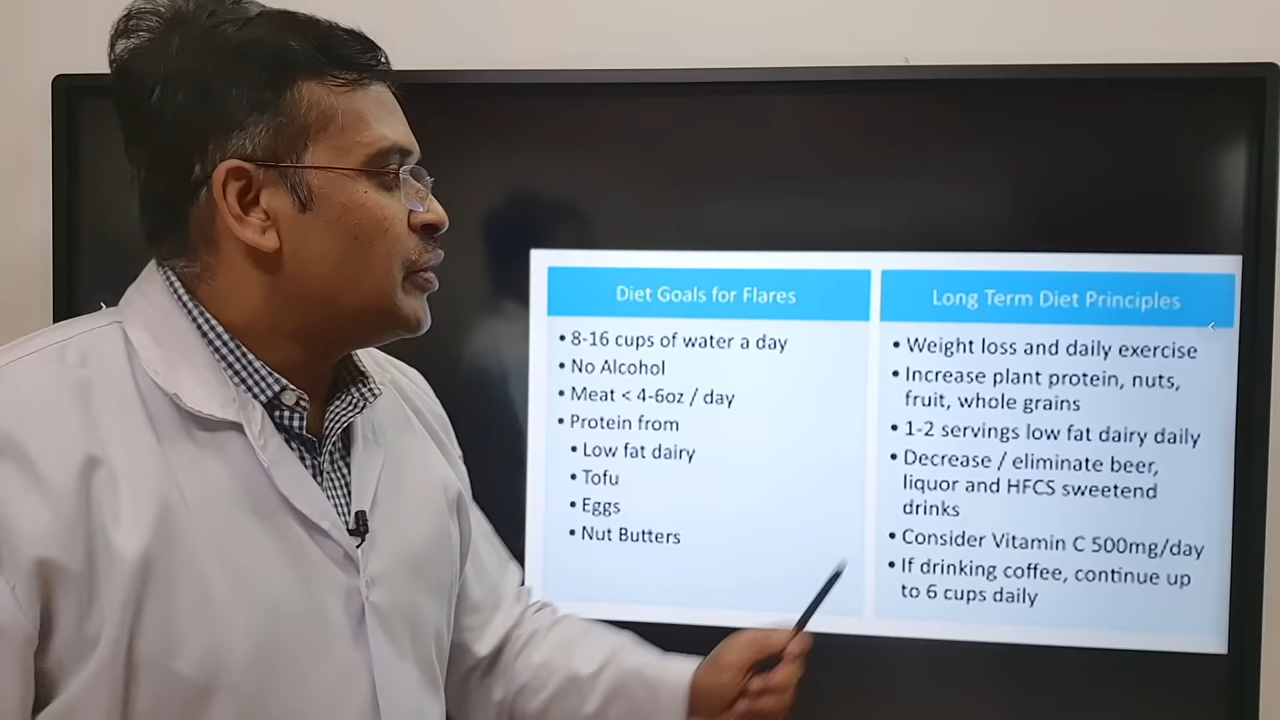 Diet Goals for Flares
• 8-16 cups of water a day
• No Alcohol
• Meat < 4-6oz / day
• Protein from
• Low fat dairy
• Tofu
• Eggs
• Nut Butters
Long Term Diet Principles
• Weight loss and daily exercise
• Increase plant protein, nuts,
fruit, whole grains
• 1-2 servings low fat dairy daily
• Decrease / eliminate beer,
liquor and HFCS sweetend
drinks
• Consider Vitamin C 500mg/day
• If drinking coffee, continue up
to 6 cups daily